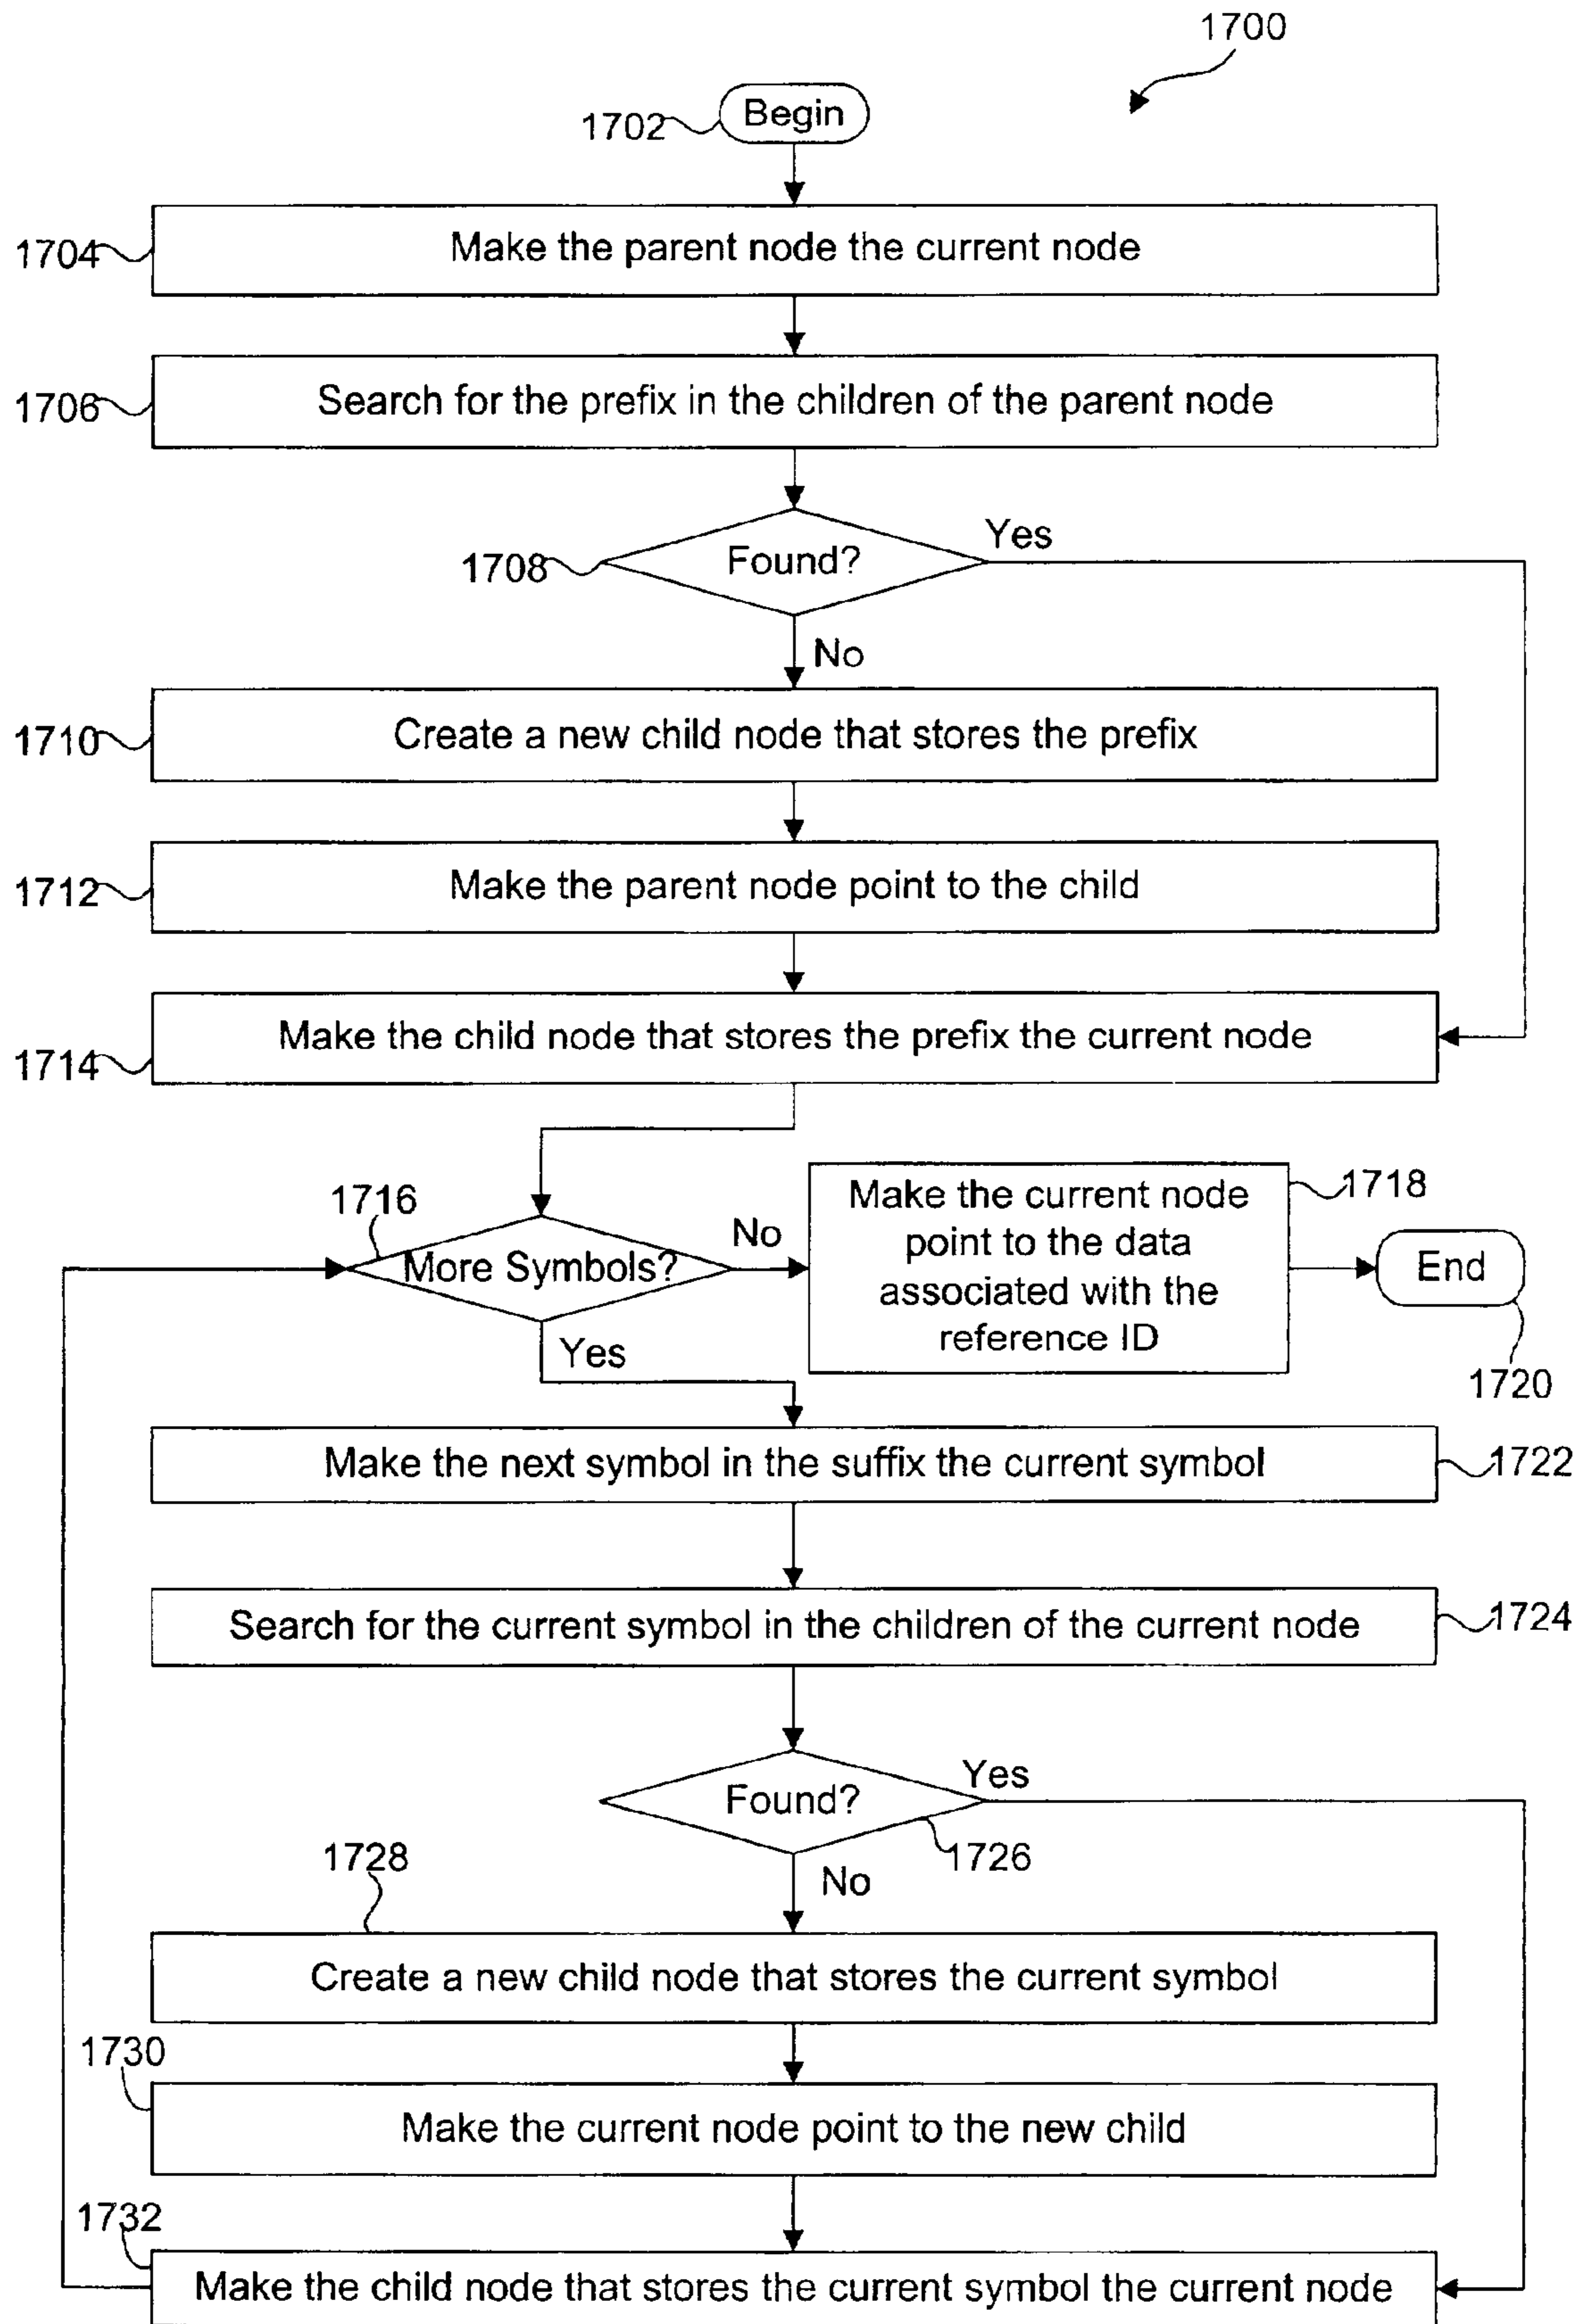 1700
Begin
1702
1704
Make the parent node the current node
1706
Search for the prefix in the children of the parent node
1708
Found?
Yes
No
1710
Create a new child node that stores the prefix
1712
Make the parent node point to the child
1714
Make the child node that stores the prefix the current node
1716
More Symbols?
No
Yes
Make the current node
point to the data
associated with the
reference ID
1718
End
1720
Make the next symbol in the suffix the current symbol
1722
Search for the current symbol in the children of the current node
1724
Found?
Yes
1726
No
1728
Create a new child node that stores the current symbol
1730
Make the current node point to the new child
1732
Make the child node that stores the current symbol the current node